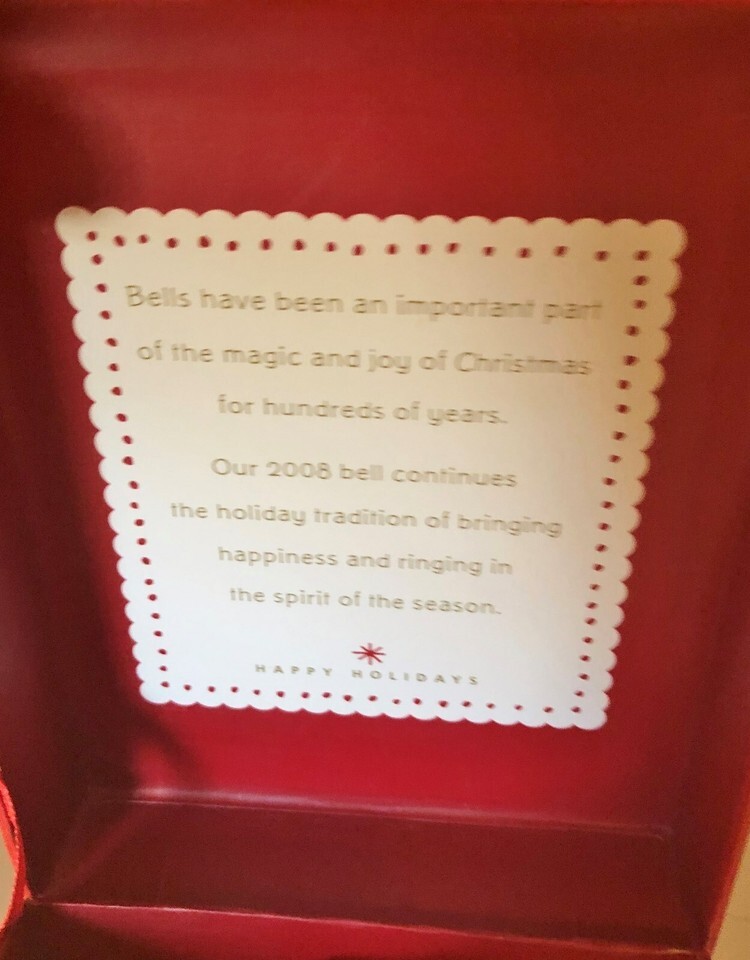 Bells have been an important part
of the magic and joy of Christmas
for hundreds of years.
Our 2008 bell continues
the holiday tradition of bringing
happiness and ringing in
the spirit of the season.
HAPPY HOLIDAYS